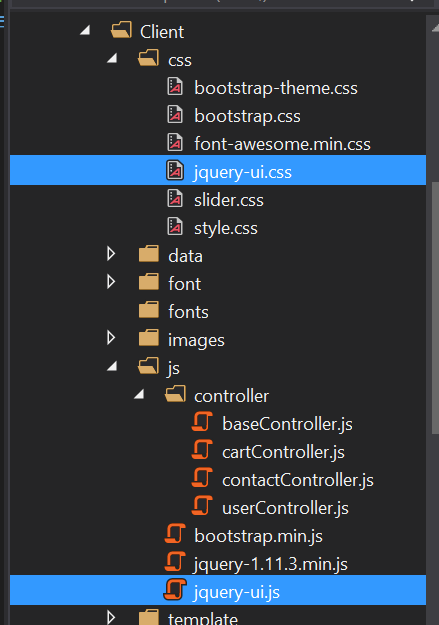 Client
css
bootstrap-theme.css
bootstrap.css
font-awesome.min.css
jquery-ui.css
slider.css
style.css
data
font
fonts
images
js
controller
baseController.js
cartController.js
contactController.js
userController.js
bootstrap.min.js
jquery-1.11.3.min.js
jquery-ui.js
template